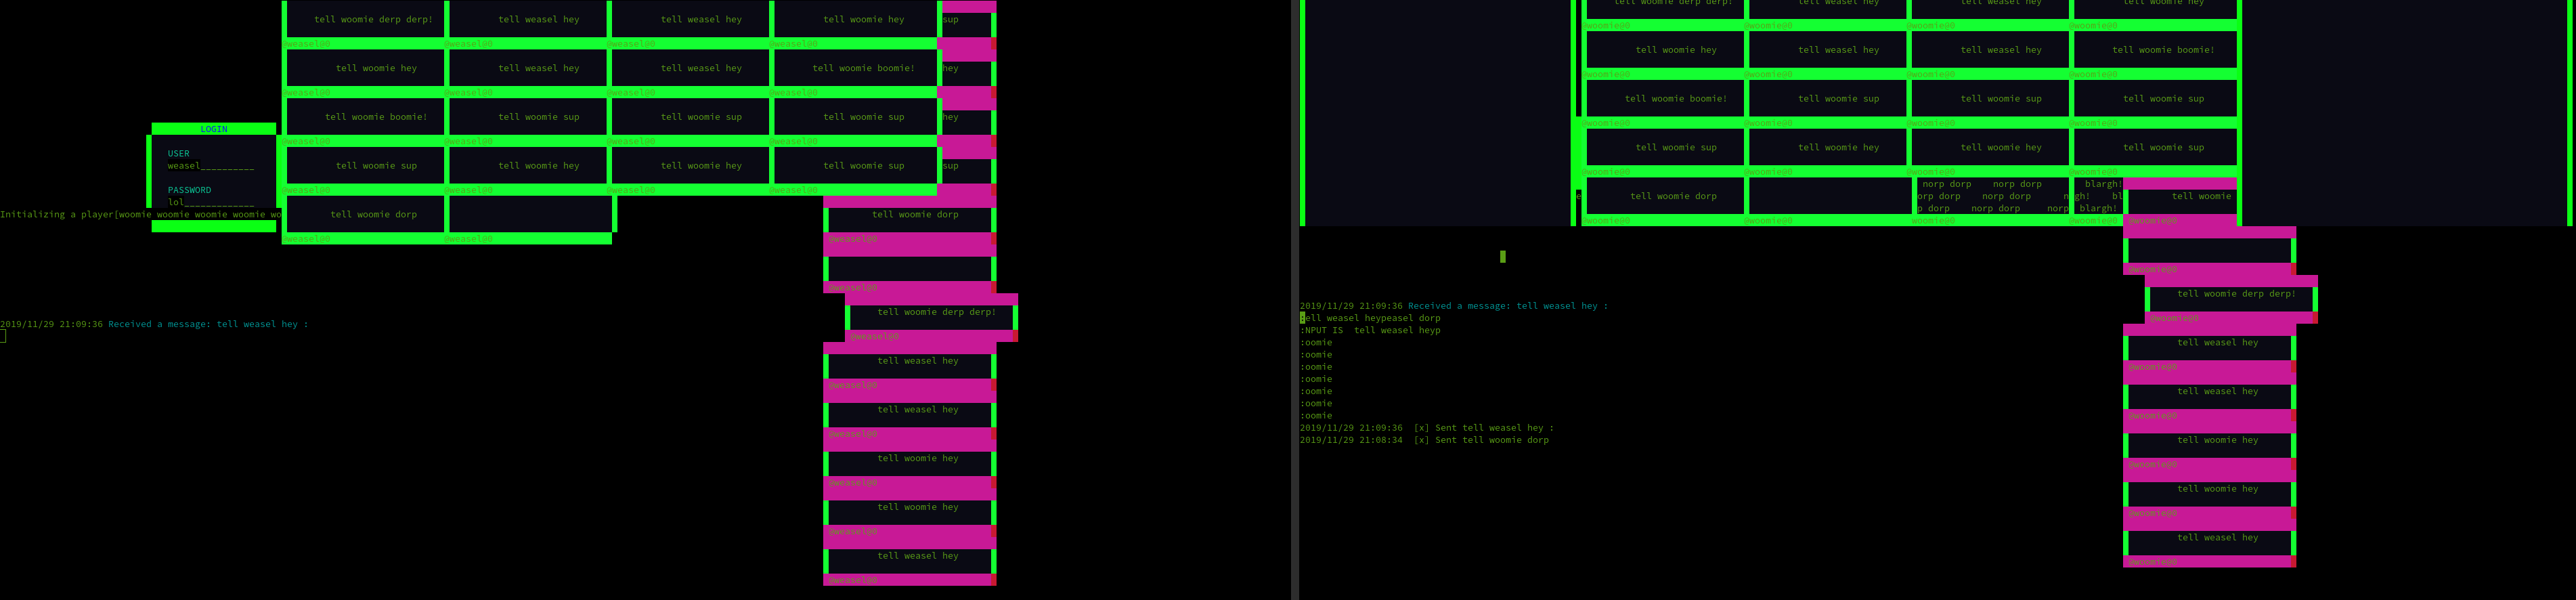 tell woomie derp derp! tell weasel hey tell weasel hey tell woomie hey sup
@weasel@0 @weasel@0 @weasel@0 @weasel@0
tell woomie hey tell weasel hey tell weasel hey tell woomie boomie! hey
@weasel@0 @weasel@0 @weasel@0 @weasel@0
tell woomie boomie! tell woomie sup tell woomie sup tell woomie sup hey
LOGIN
@weasel@0 @weasel@0 @weasel@0 @weasel@0
USER
weasel__________ tell woomie sup tell woomie hey tell woomie hey tell woomie sup sup
PASSWORD @weasel@0 @weasel@0 @weasel@0 @weasel@0
lol_____________
Initializing a player[woomie woomie woomie woomie wo tell woomie dorp tell woomie dorp
@weasel@0 @weasel@0 @weasel@0
@weasel@0
tell woomie derp derp!
2019/11/29 21:09:36 Received a message: tell weasel hey :
@weasel@0
tell weasel hey
@weasel@0
tell weasel hey
@weasel@0
tell woomie hey
@weasel@0
tell woomie hey
@weasel@0
tell weasel hey
@weasel@0
tell woomie derp derp! tell weasel hey tell weasel hey tell woomie hey
@woomie@0 @woomie@0 @woomie@0 @woomie@0
tell woomie hey tell weasel hey tell weasel hey tell woomie boomie!
@woomie@0 @woomie@0 @woomie@0 @woomie@0
tell woomie boomie! tell woomie sup tell woomie sup tell woomie sup
@woomie@0 @woomie@0 @woomie@0 @woomie@0
tell woomie sup tell woomie hey tell woomie hey tell woomie sup
@woomie@0 @woomie@0 @woomie@0 @woomie@0
norp dorp norp dorp blargh!
e tell woomie dorp orp dorp norp dorp n gh! bl tell woomie
p dorp norp dorp norp blargh!
@woomie@0 @woomie@0 woomie@0 @woomie@0 @woomie@0
@woomie@0
tell woomie derp derp!
2019/11/29 21:09:36 Received a message: tell weasel hey :
:ell weasel heypeasel dorp @woomie@0
:NPUT IS  tell weasel heyp
:oomie tell weasel hey
:oomie
:oomie @woomie@0
:oomie
:oomie tell weasel hey
:oomie
:oomie @woomie@0
2019/11/29 21:09:36  [x] Sent tell weasel hey :
2019/11/29 21:08:34  [x] Sent tell woomie dorp tell woomie hey
@woomie@0
tell woomie hey
@woomie@0
tell weasel hey
@woomie@0